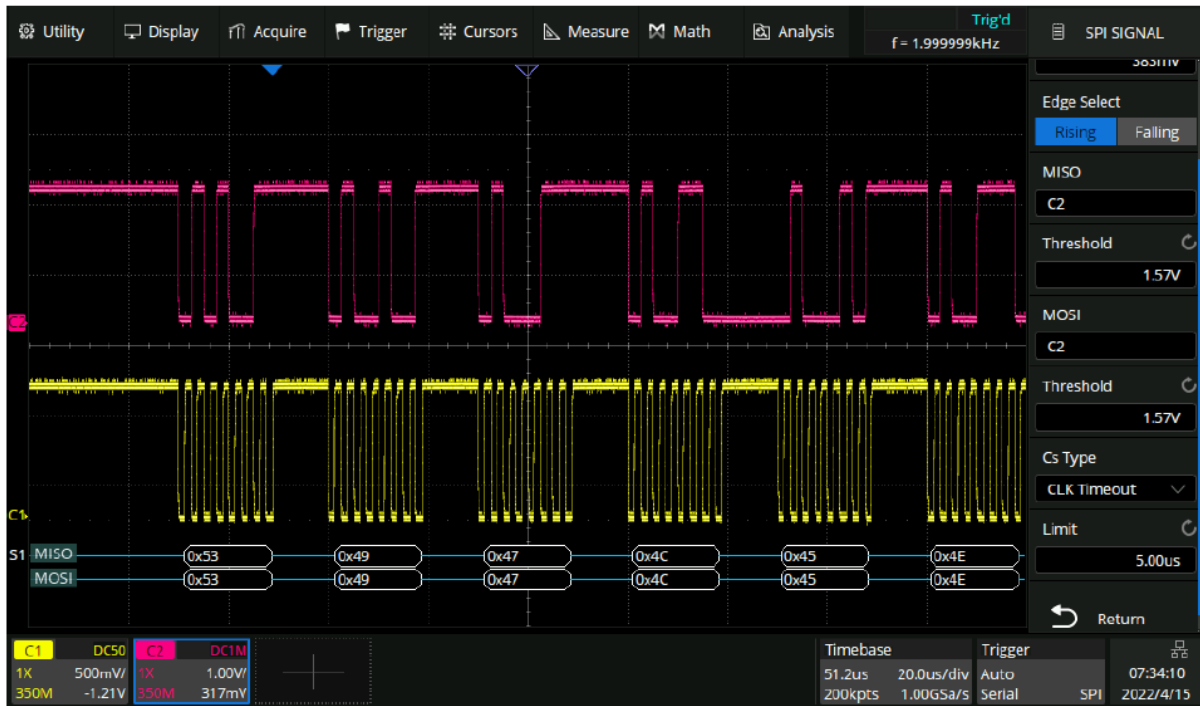 Utility Display Acquire Trigger Cursors Measure Math Analysis
Trig'd
f = 1.999999kHz
SPI SIGNAL
383mV
Edge Select
Rising Falling
MISO
C2
Threshold
1.57V
MOSI
C2
Threshold
1.57V
Cs Type
CLK Timeout
Limit
5.00us
Return
C2
C1
S1 MISO 0x53 0x49 0x47 0x4C 0x45 0x4E
MOSI 0x53 0x49 0x47 0x4C 0x45 0x4E
C1 DC50
1X 500mV/
350M -1.21V
C2 DC1M
1X 1.00V/
350M 317mV
Timebase
51.2us 20.0us/div
200kpts 1.00GSa/s
Trigger
Auto
Serial SPI
07:34:10
2022/4/15